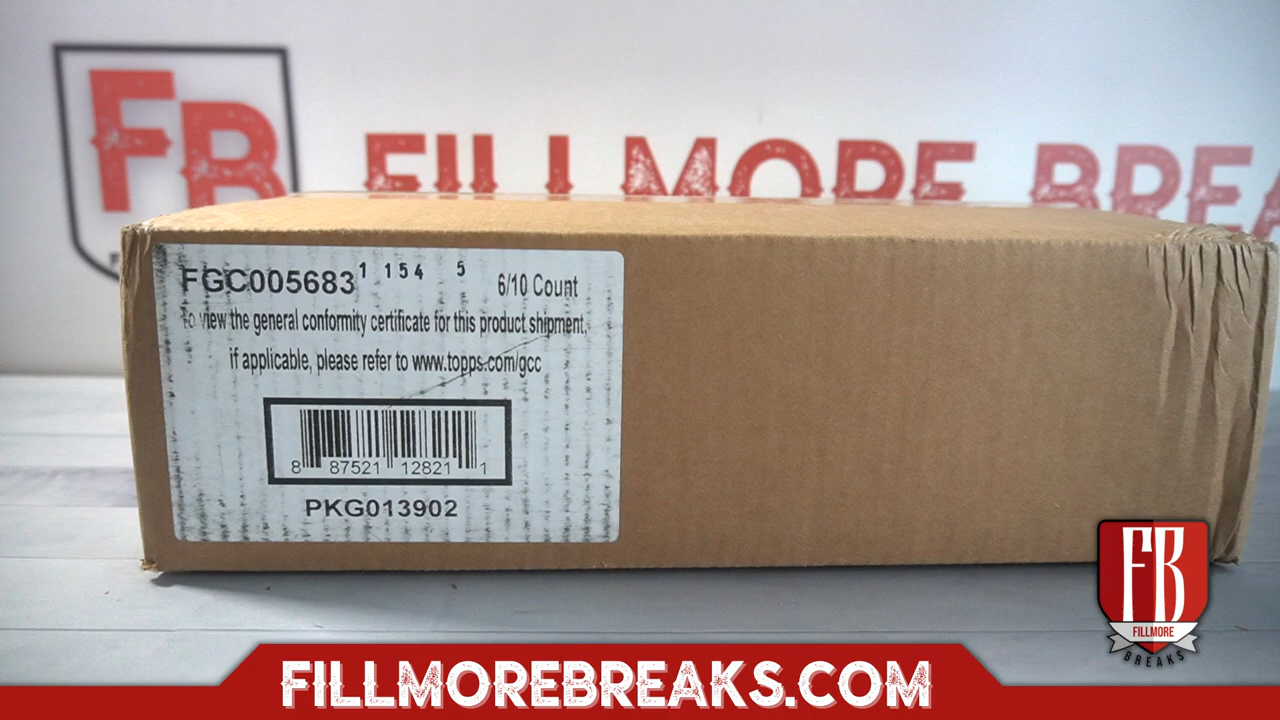 FB
FILLMORE BREA
FGC005683 1 154 5 6/10 Count
To view the general conformity certificate for this product shipment,
if applicable, please refer to www.topps.com/gcc
8 87521 12821 1
PKG013902
FB
FILLMORE
BREAKS
FILLMOREBREAKS.COM